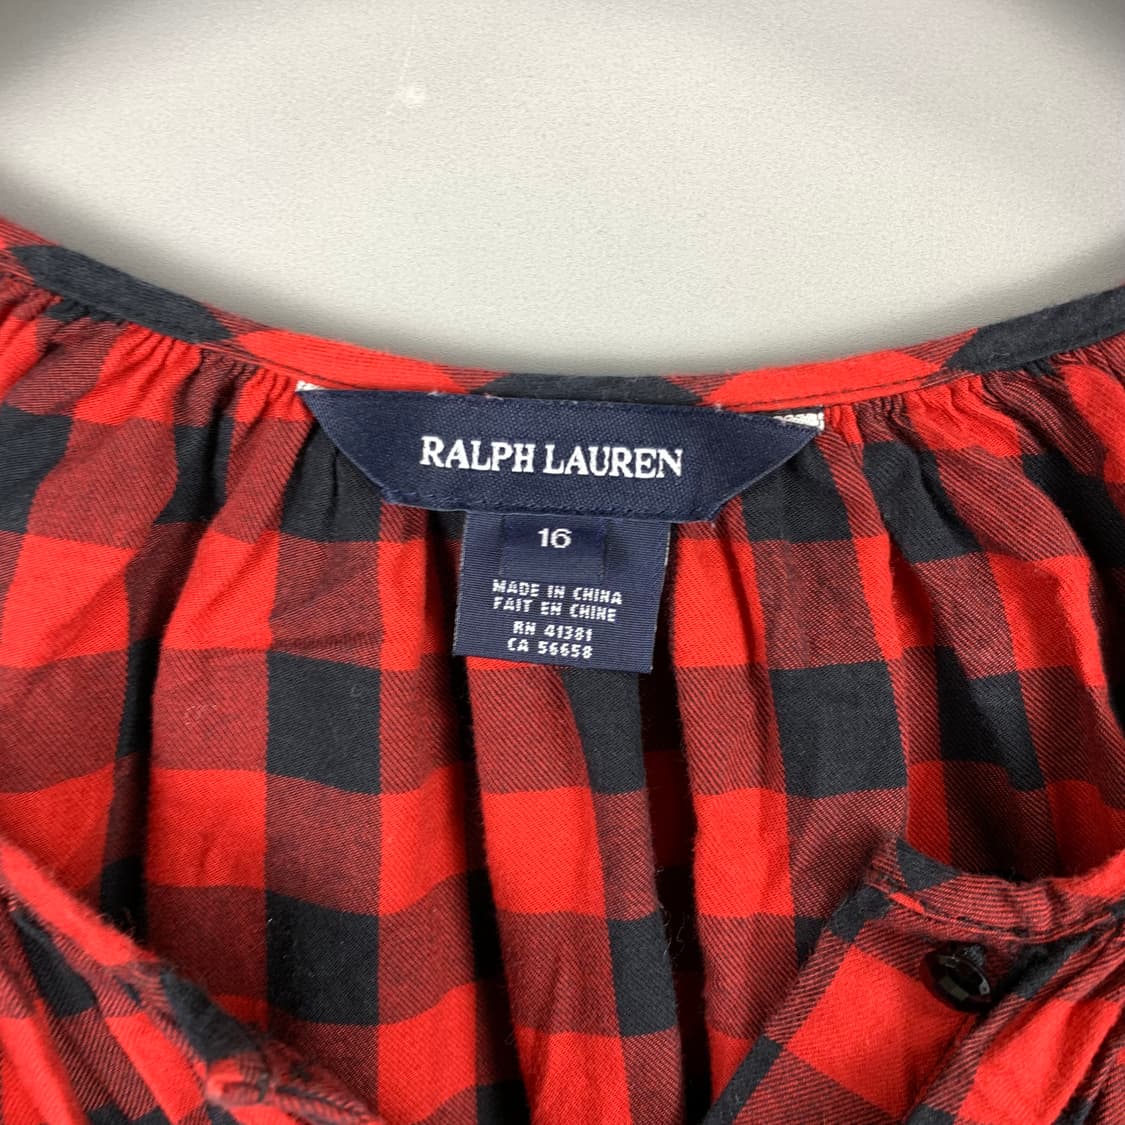 RALPH LAUREN
16
MADE IN CHINA
FAIT EN CHINE
RN 41381
CA 56658